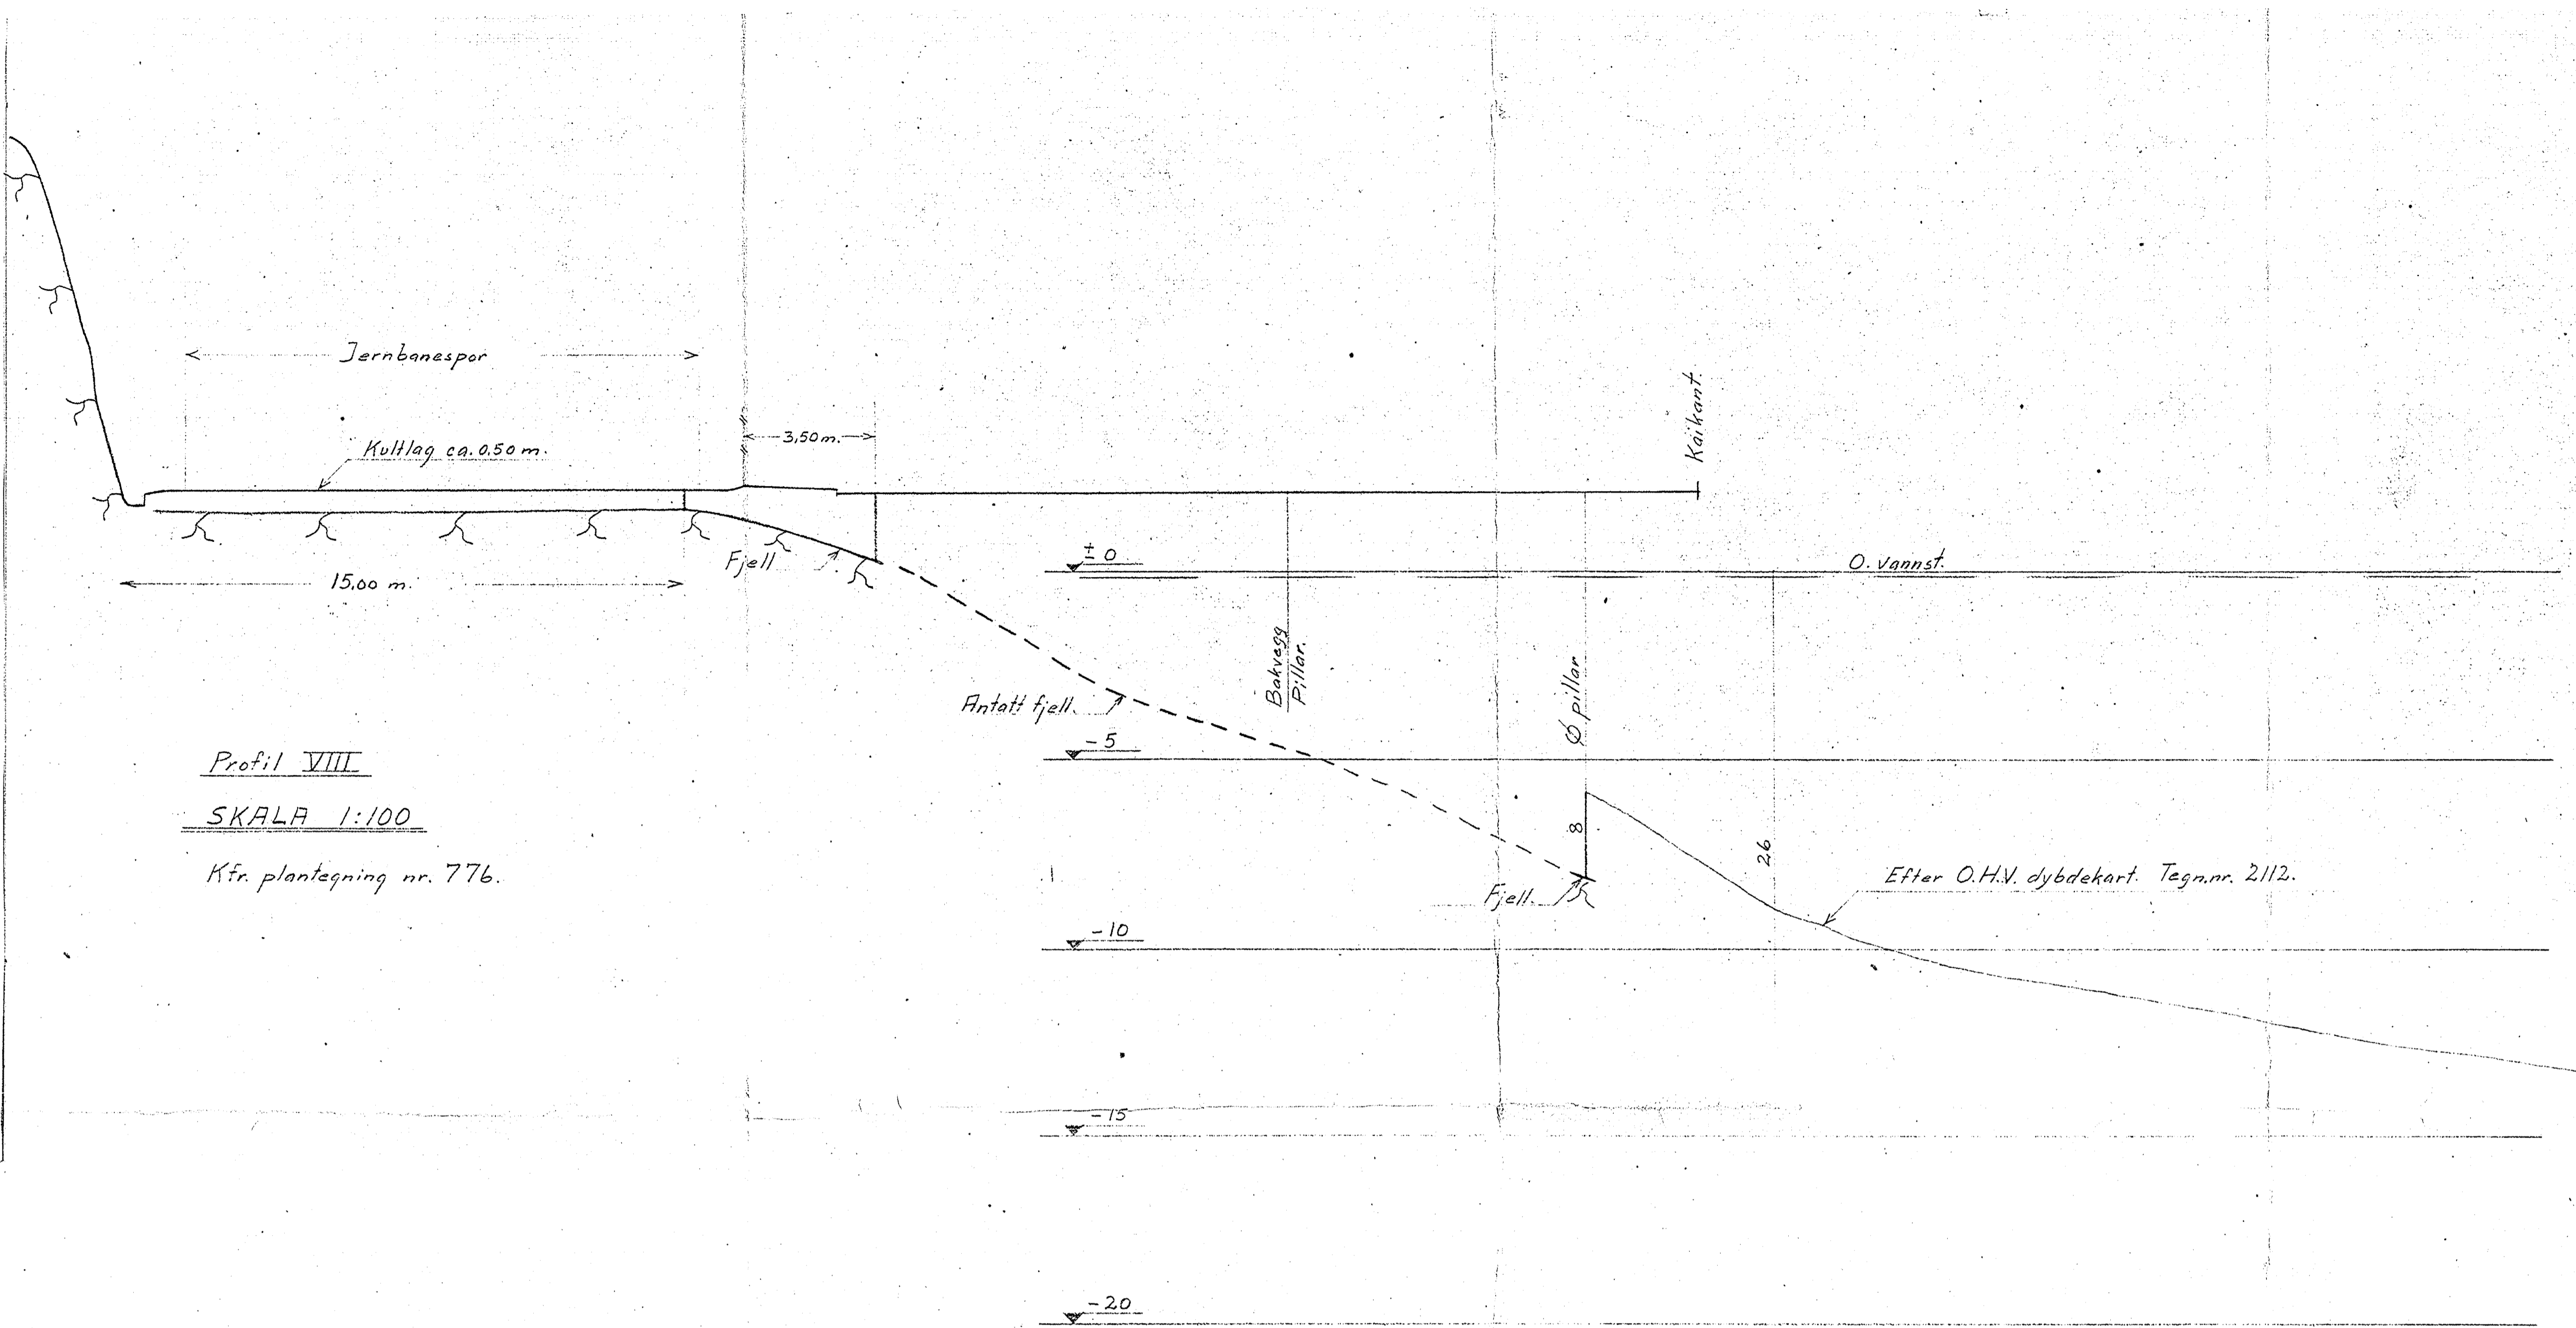 Jernbanespor
Kaikant.
3,50 m.
Kultlag ca. 0,50 m.
± 0
O. vannst.
Fjell
15,00 m.
Bakvegg
Pillar.
pillar
Antatt fjell.
- 5
Profil VIII
SKALA 1:100
Kfr. plantegning nr. 776.
8
26
Efter O.H.V. dybdekart. Tegn.nr. 2112.
Fjell.
-10
-15
-20